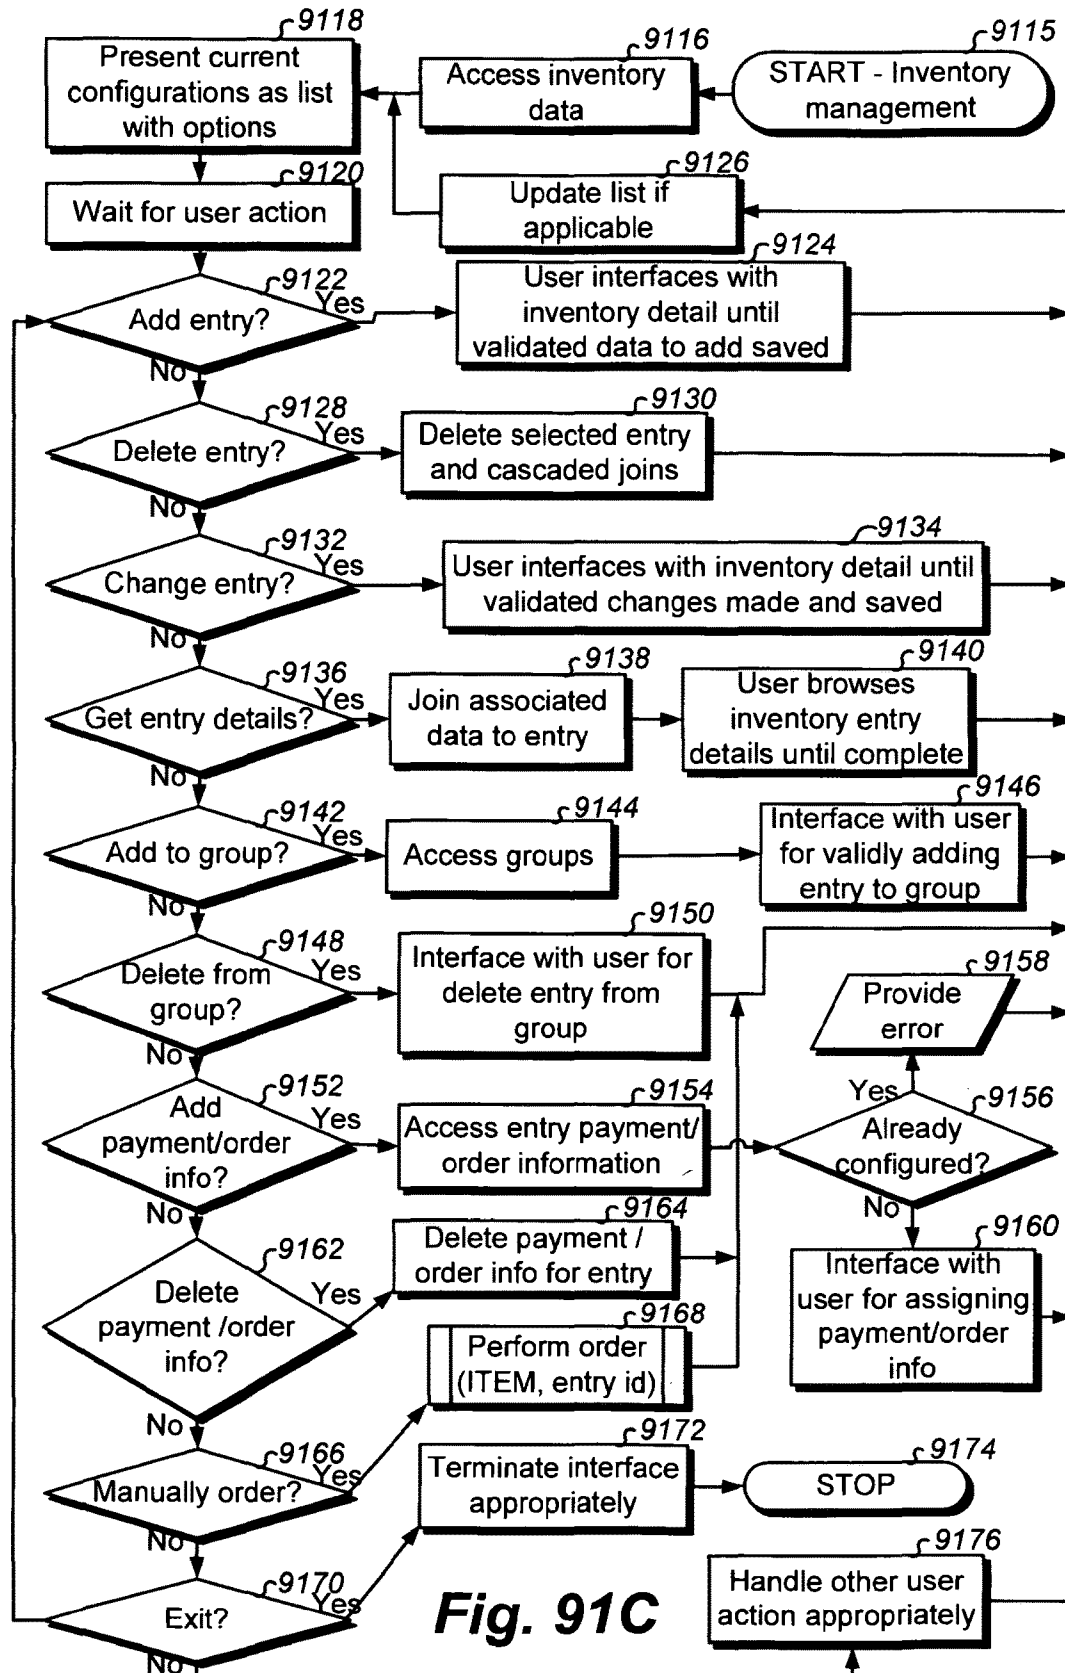 9118
Present current
configurations as list
with options
9116
Access inventory
data
9115
START - Inventory
management
9120
Wait for user action
9126
Update list if
applicable
9122
Add entry?
Yes
No
9124
User interfaces with
inventory detail until
validated data to add saved
9128
Delete entry?
Yes
No
9130
Delete selected entry
and cascaded joins
9132
Change entry?
Yes
No
9134
User interfaces with inventory detail until
validated changes made and saved
9136
Get entry details?
Yes
No
9138
Join associated
data to entry
9140
User browses
inventory entry
details until complete
9142
Add to group?
Yes
No
9144
Access groups
9146
Interface with user
for validly adding
entry to group
9148
Delete from
group?
Yes
No
9150
Interface with user for
delete entry from
group
9158
Provide
error
9152
Add
payment/order
info?
Yes
No
9154
Access entry payment/
order information
Yes
9156
Already
configured?
No
9162
Delete
payment /order
info?
Yes
No
9164
Delete payment /
order info for entry
9160
Interface with
user for assigning
payment/order
info
9168
Perform order
(ITEM, entry id)
9166
Manually order?
Yes
No
9172
Terminate interface
appropriately
9174
STOP
9170
Exit?
Yes
No
Fig. 91C
9176
Handle other user
action appropriately